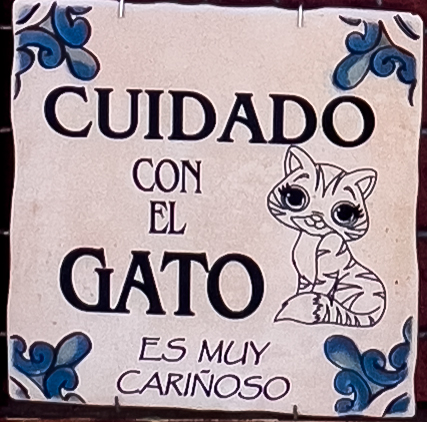 CUIDADO
CON
EL
GATO
ES MUY
CARIÑOSO